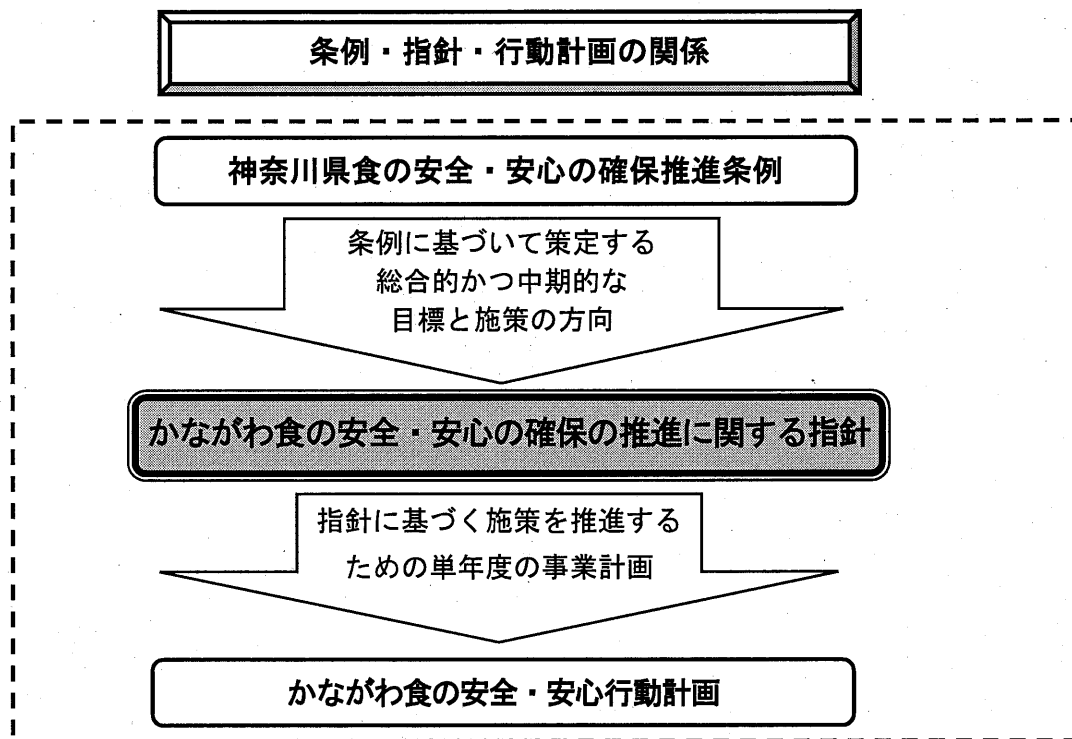 条例・指針・行動計画の関係
神奈川県食の安全・安心の確保推進条例
条例に基づいて策定する
総合的かつ中期的な
目標と施策の方向
かながわ食の安全・安心の確保の推進に関する指針
指針に基づく施策を推進する
ための単年度の事業計画
かながわ食の安全・安心行動計画